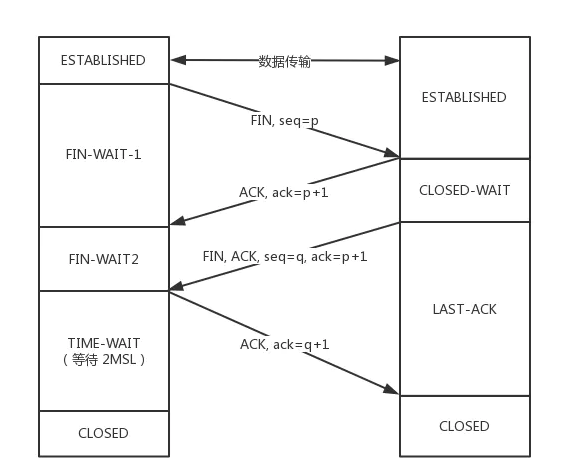 ESTABLISHED
数据传输
ESTABLISHED
FIN, seq=p
FIN-WAIT-1
ACK, ack=p+1
CLOSED-WAIT
FIN-WAIT2
FIN, ACK, seq=q, ack=p+1
LAST-ACK
TIME-WAIT
（等待 2MSL）
ACK, ack=q+1
CLOSED
CLOSED